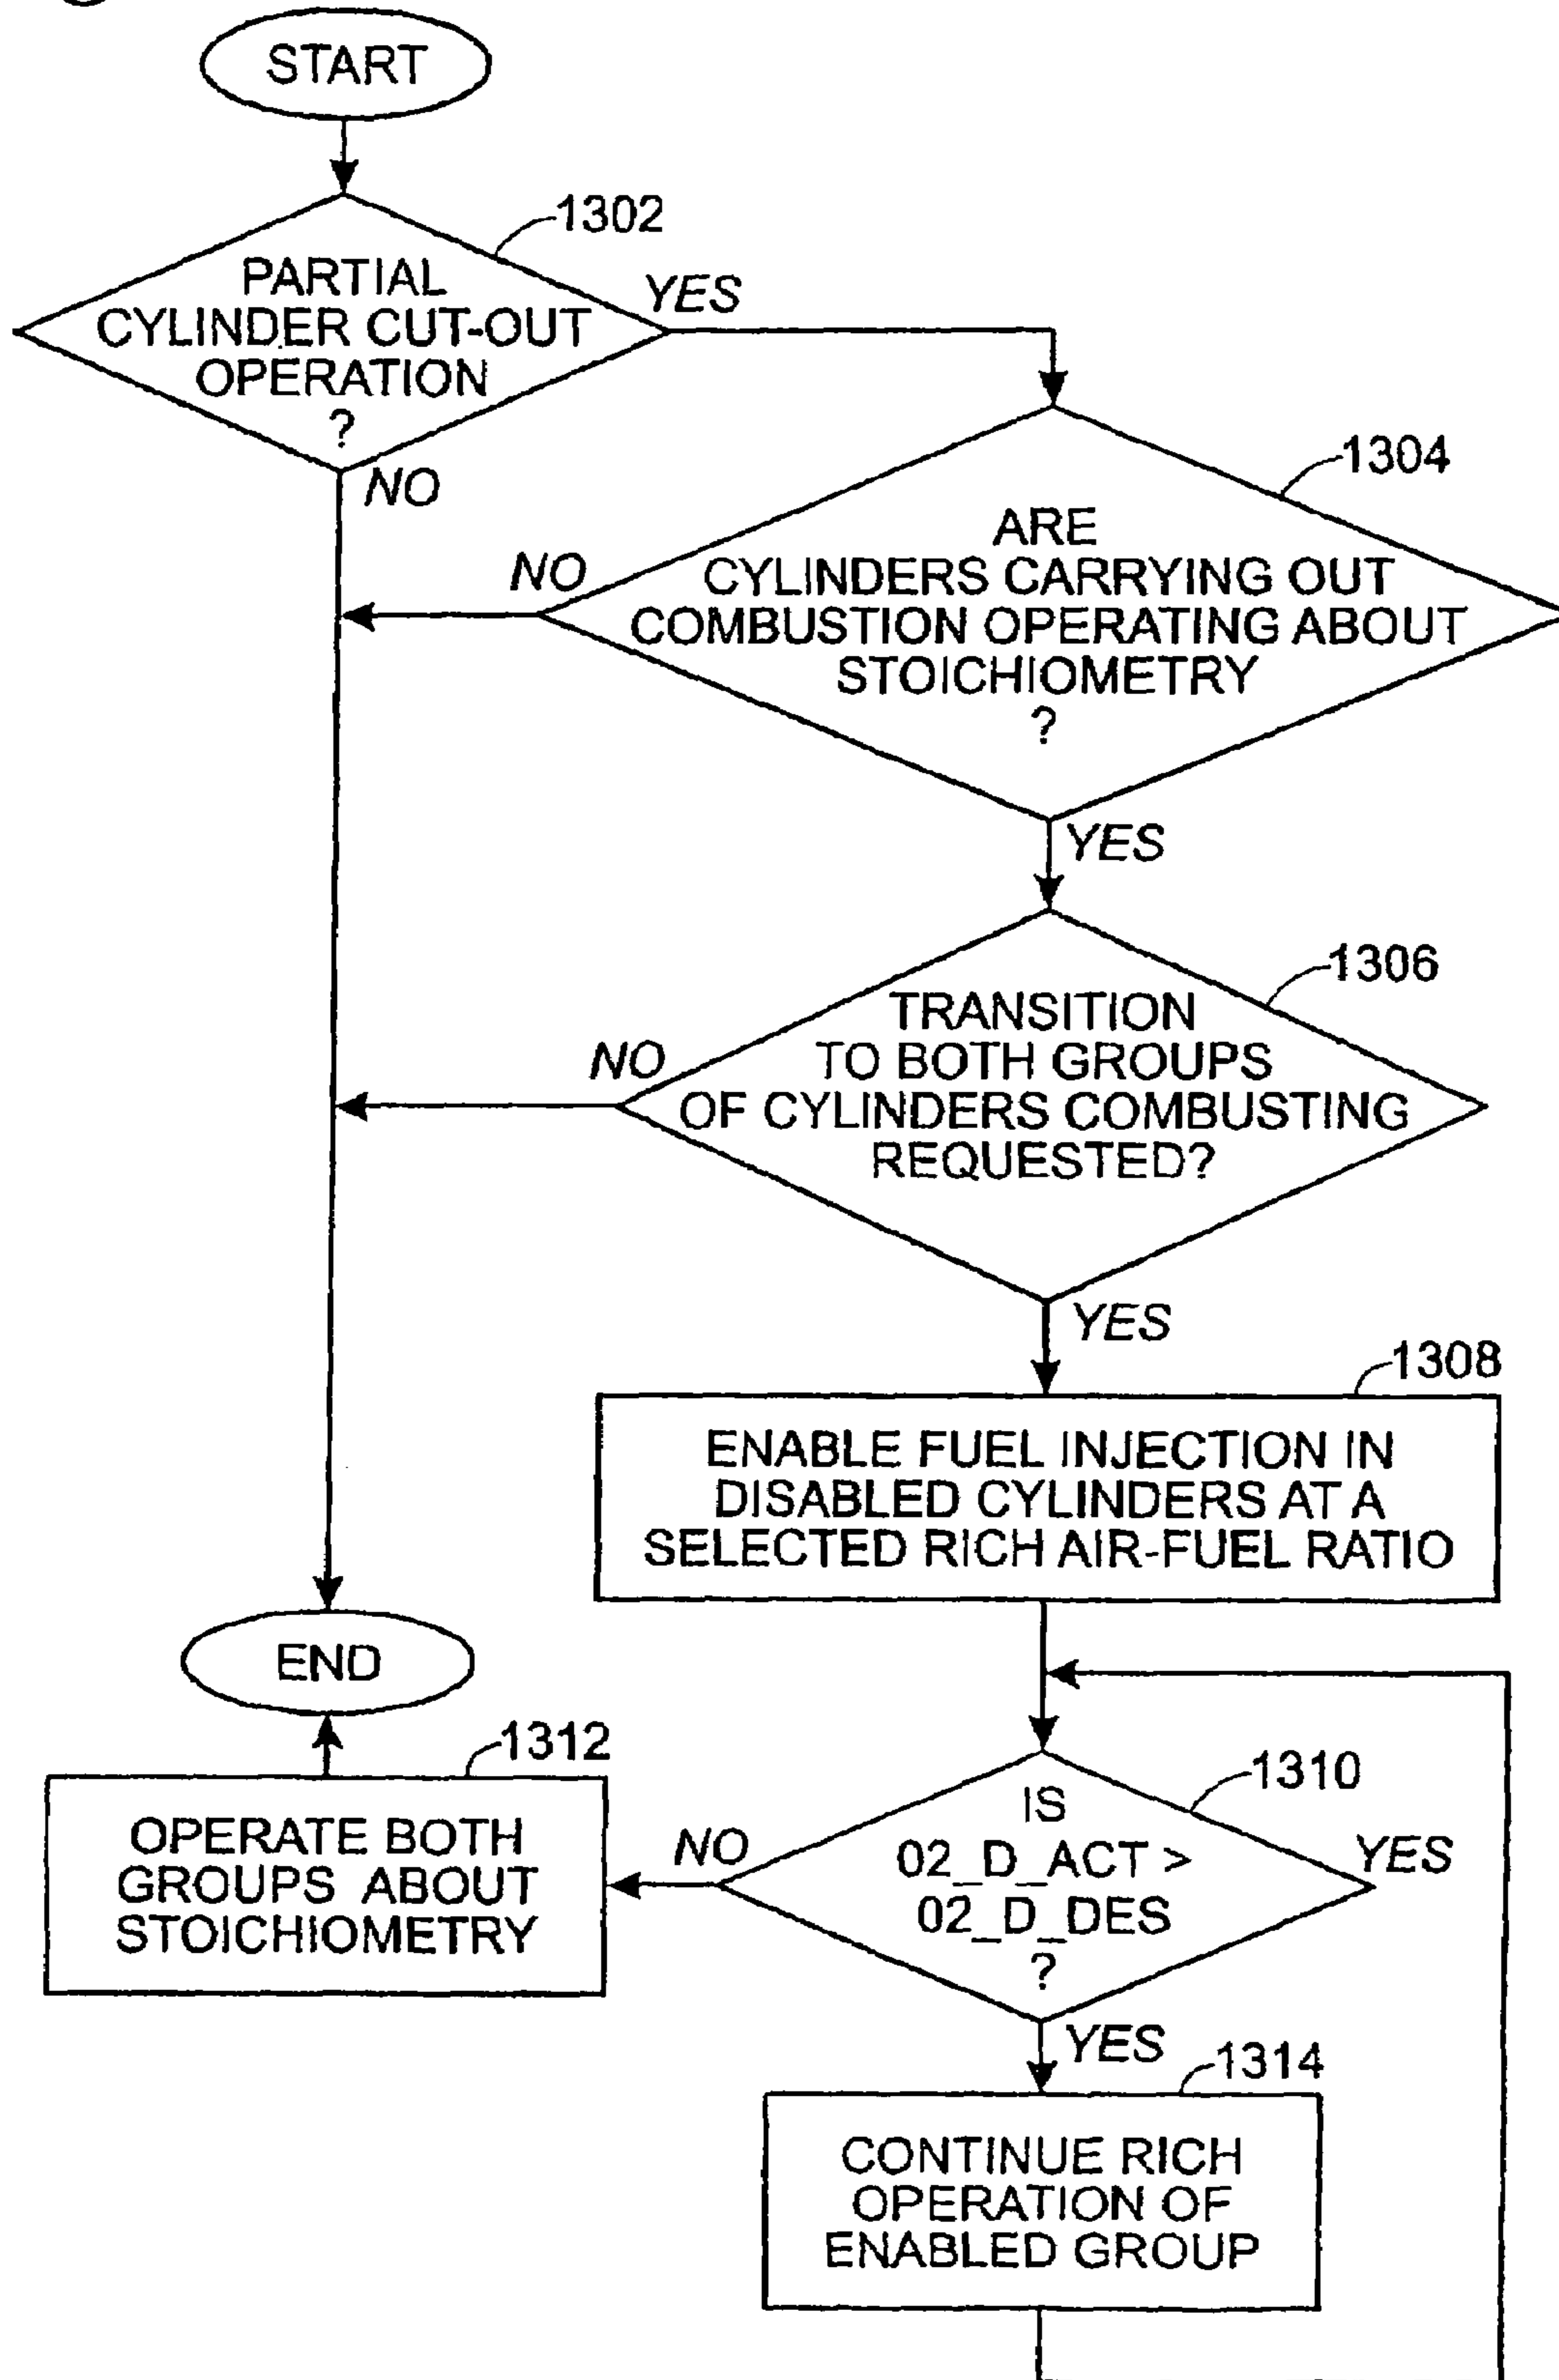 START
1302
PARTIAL
CYLINDER CUT-OUT
OPERATION
?
YES
NO
1304
ARE
CYLINDERS CARRYING OUT
COMBUSTION OPERATING ABOUT
STOICHIOMETRY
?
NO
YES
1306
TRANSITION
TO BOTH GROUPS
OF CYLINDERS COMBUSTING
REQUESTED?
NO
YES
1308
ENABLE FUEL INJECTION IN
DISABLED CYLINDERS AT A
SELECTED RICH AIR-FUEL RATIO
END
1312
OPERATE BOTH
GROUPS ABOUT
STOICHIOMETRY
1310
IS
02_D_ACT >
02_D_DES
?
NO
YES
YES
1314
CONTINUE RICH
OPERATION OF
ENABLED GROUP